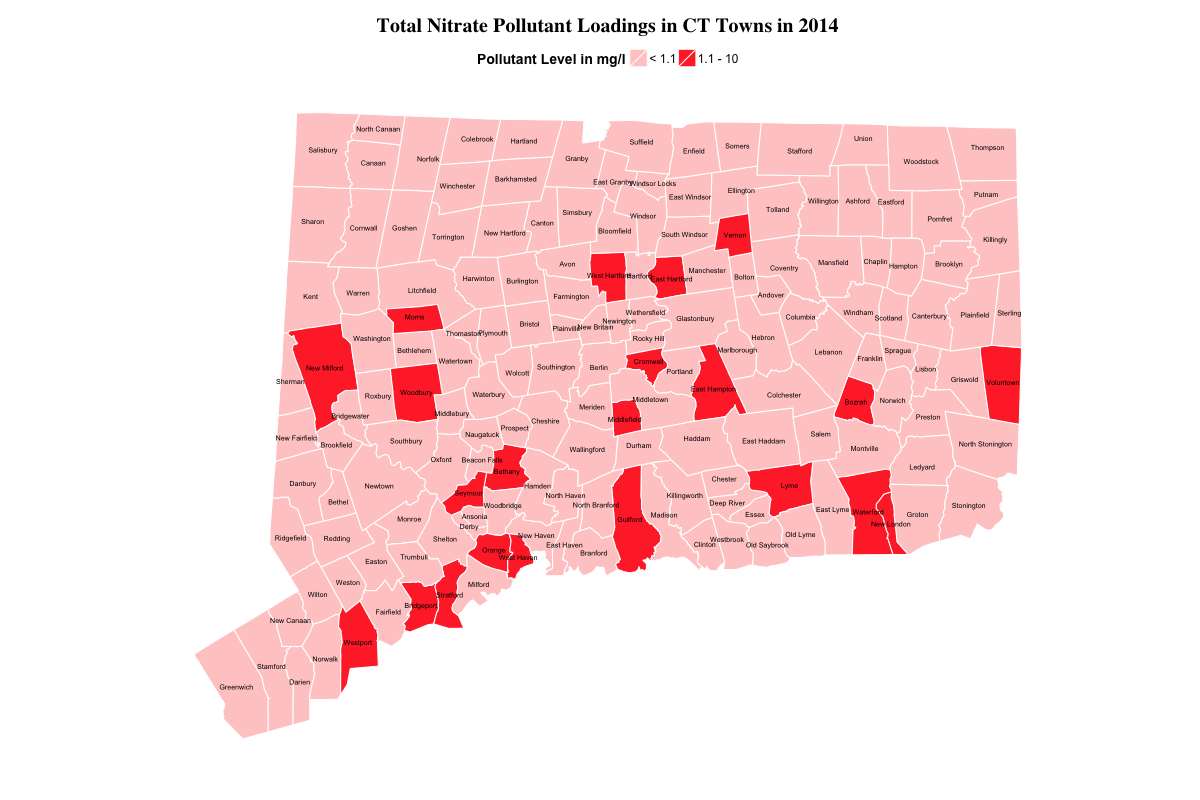 Total Nitrate Pollutant Loadings in CT Towns in 2014
Pollutant Level in mg/l < 1.1 1.1 - 10
North Canaan
Colebrook
Hartland
Suffield
Enfield
Somers
Stafford
Union
Woodstock
Thompson
Salisbury
Canaan
Norfolk
Granby
Winchester
Barkhamsted
East Granby
Windsor Locks
East Windsor
Ellington
Tolland
Willington
Ashford
Eastford
Putnam
Pomfret
Killingly
Sharon
Cornwall
Goshen
Torrington
New Hartford
Canton
Simsbury
Bloomfield
Windsor
South Windsor
Vernon
Kent
Warren
Litchfield
Harwinton
Burlington
Avon
Farmington
West Hartford
Hartford
East Hartford
Manchester
Bolton
Coventry
Andover
Mansfield
Chaplin
Hampton
Brooklyn
Morris
Thomaston
Plymouth
Bristol
Plainville
New Britain
Newington
Wethersfield
Rocky Hill
Glastonbury
Hebron
Columbia
Windham
Scotland
Canterbury
Plainfield
Sterling
Washington
Bethlehem
Watertown
New Milford
Sherman
Roxbury
Woodbury
Bridgewater
Middlebury
Waterbury
Wolcott
Southington
Berlin
Cromwell
Portland
Marlborough
East Hampton
Lebanon
Franklin
Sprague
Lisbon
Griswold
Voluntown
Colchester
Bozrah
Norwich
Preston
Meriden
Middletown
Middlefield
Cheshire
Prospect
Naugatuck
New Fairfield
Brookfield
Southbury
Oxford
Beacon Falls
Bethany
Wallingford
Durham
Haddam
East Haddam
Salem
Montville
North Stonington
Ledyard
Danbury
Bethel
Newtown
Seymour
Hamden
Woodbridge
North Haven
North Branford
Guilford
Madison
Killingworth
Chester
Deep River
Essex
Lyme
East Lyme
Waterford
New London
Groton
Stonington
Monroe
Ansonia
Derby
Shelton
Ridgefield
Redding
Easton
Trumbull
Orange
West Haven
New Haven
East Haven
Branford
Clinton
Westbrook
Old Saybrook
Old Lyme
Weston
Wilton
Milford
Stratford
Bridgeport
Fairfield
New Canaan
Westport
Norwalk
Stamford
Darien
Greenwich